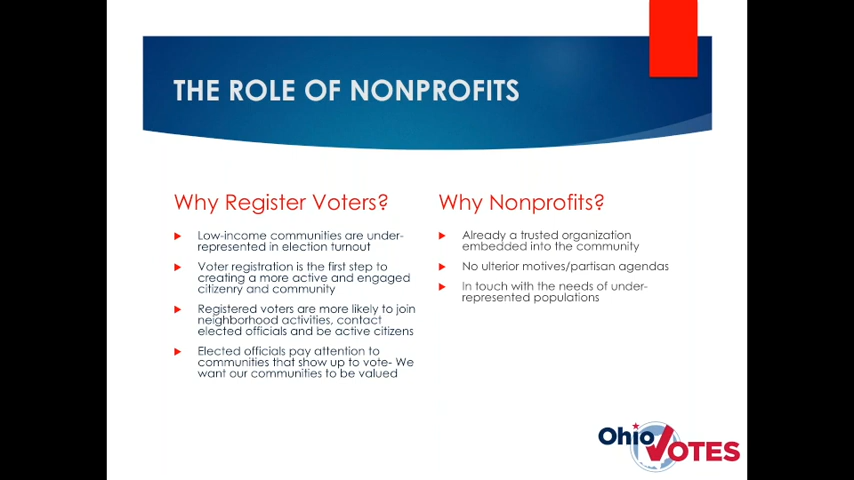 THE ROLE OF NONPROFITS
Why Register Voters?
Low-income communities are under-
represented in election turnout
Voter registration is the first step to
creating a more active and engaged
citizenry and community
Registered voters are more likely to join
neighborhood activities, contact
elected officials and be active citizens
Elected officials pay attention to
communities that show up to vote- We
want our communities to be valued
Why Nonprofits?
Already a trusted organization
embedded into the community
No ulterior motives/partisan agendas
In touch with the needs of under-
represented populations
Ohio
VOTES